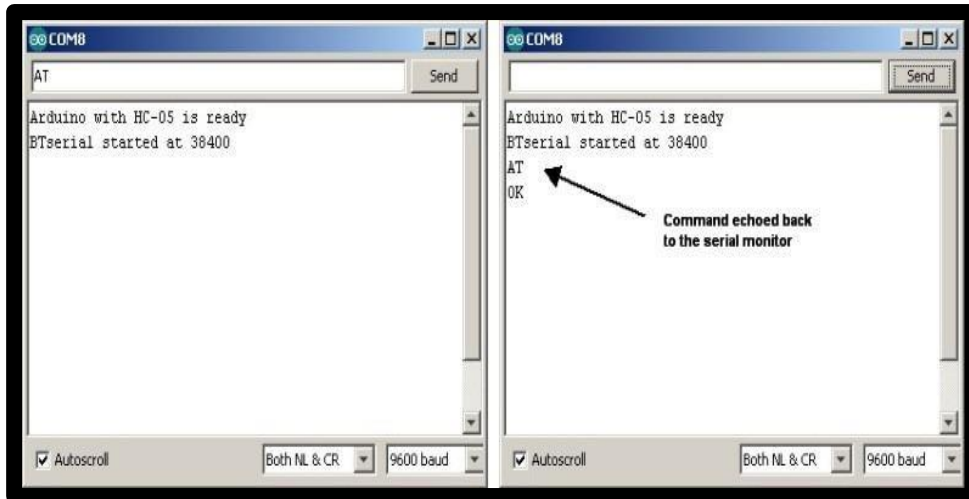 COM8
AT
Send
Arduino with HC-05 is ready
BTserial started at 38400
Autoscroll
Both NL & CR
9600 baud
COM8
Send
Arduino with HC-05 is ready
BTserial started at 38400
AT
OK
Command echoed back
to the serial monitor
Autoscroll
Both NL & CR
9600 baud